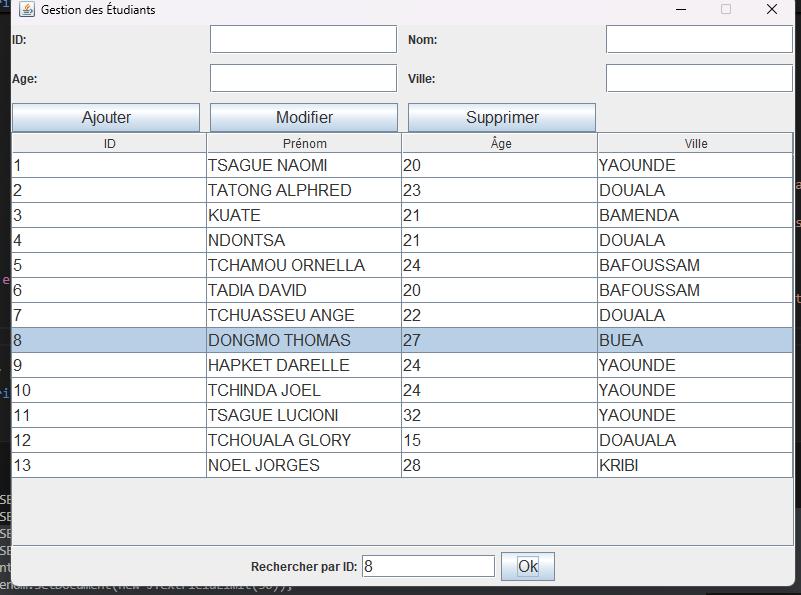 Gestion des Étudiants
ID: Nom:
Age: Ville:
Ajouter Modifier Supprimer
ID Prénom Âge Ville
1 TSAGUE NAOMI 20 YAOUNDE
2 TATONG ALPHRED 23 DOUALA
3 KUATE 21 BAMENDA
4 NDONTSA 21 DOUALA
5 TCHAMOU ORNELLA 24 BAFOUSSAM
6 TADIA DAVID 20 BAFOUSSAM
7 TCHUASSEU ANGE 22 DOUALA
8 DONGMO THOMAS 27 BUEA
9 HAPKET DARELLE 24 YAOUNDE
10 TCHINDA JOEL 24 YAOUNDE
11 TSAGUE LUCIONI 32 YAOUNDE
12 TCHOUALA GLORY 15 DOAUALA
13 NOEL JORGES 28 KRIBI
Rechercher par ID: 8 Ok